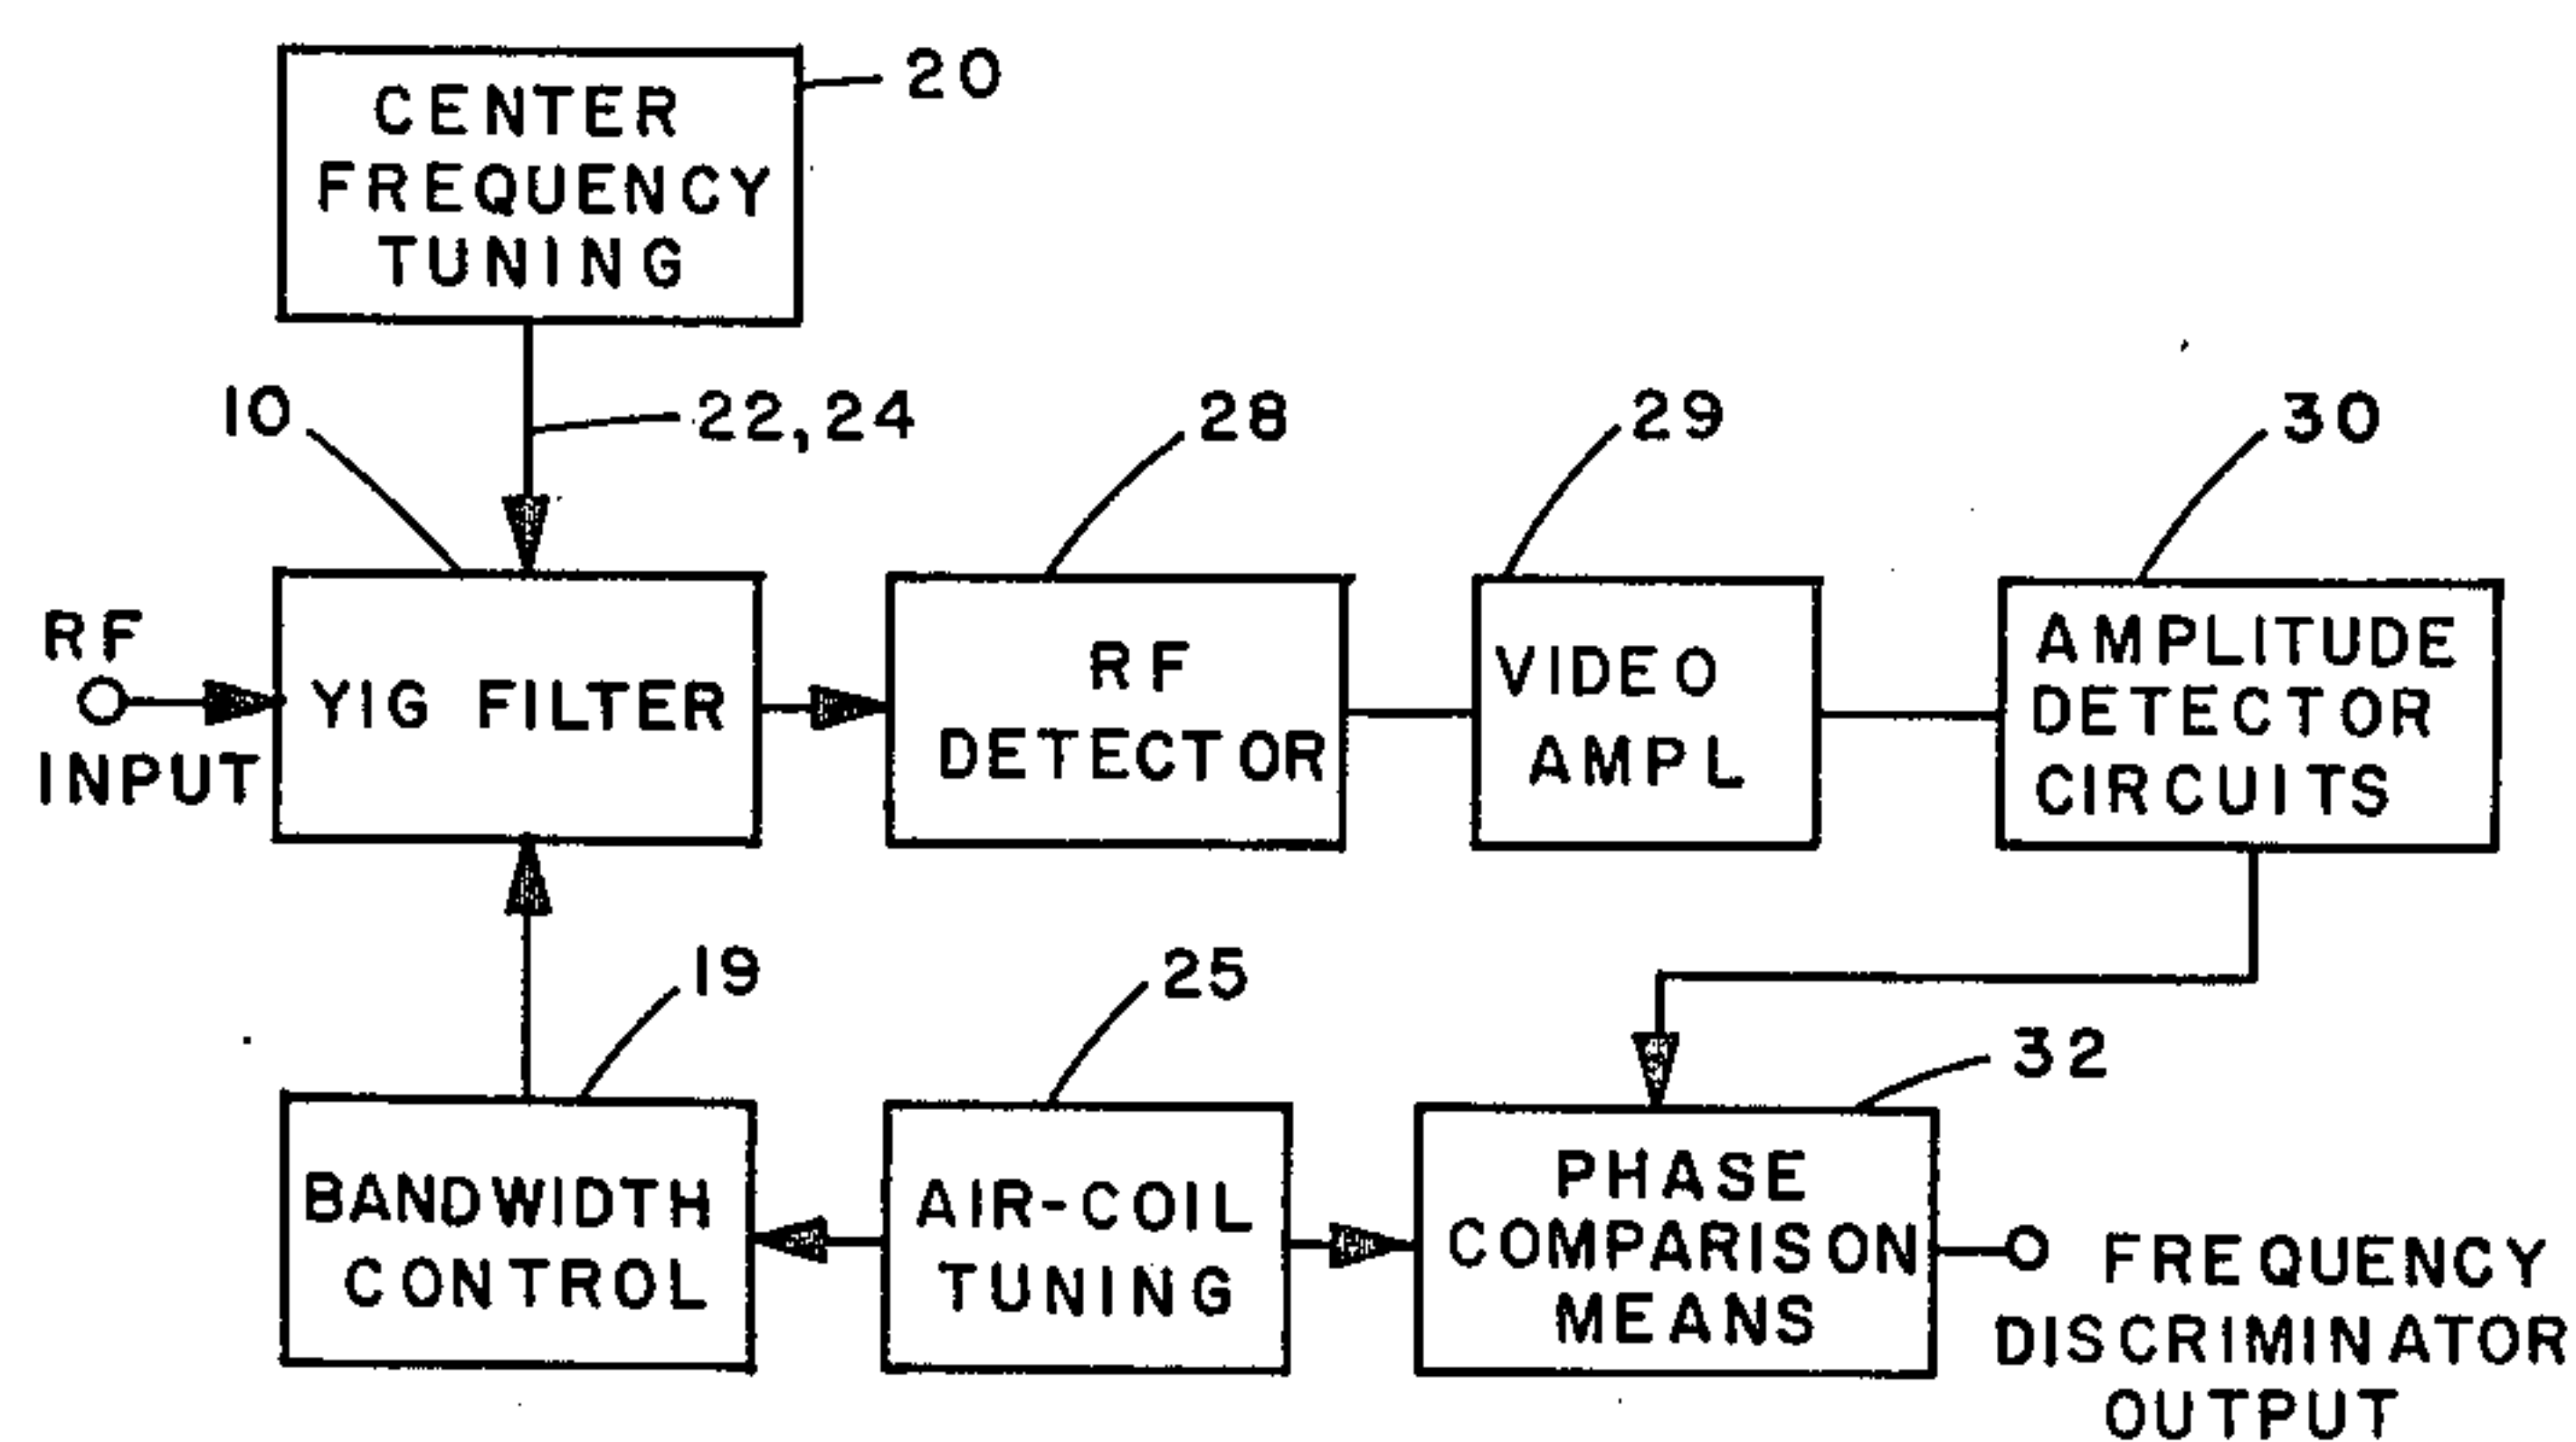 CENTER
FREQUENCY
TUNING
20
22,24
10
28
29
30
RF
INPUT
YIG FILTER
RF
DETECTOR
VIDEO
AMPL
AMPLITUDE
DETECTOR
CIRCUITS
19
25
32
BANDWIDTH
CONTROL
AIR-COIL
TUNING
PHASE
COMPARISON
MEANS
FREQUENCY
DISCRIMINATOR
OUTPUT